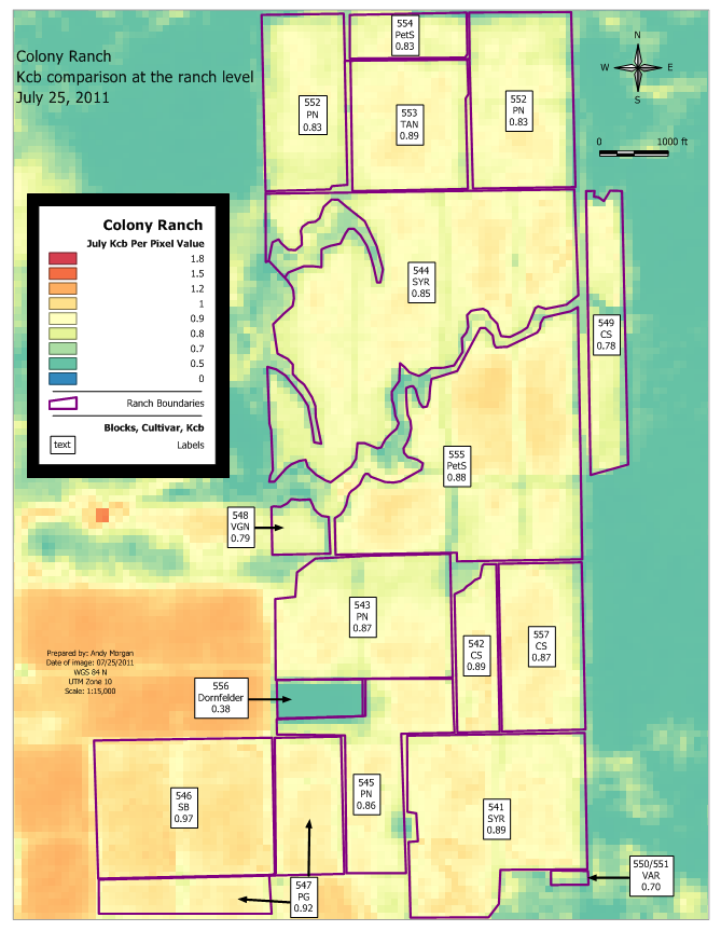 Colony Ranch
Kcb comparison at the ranch level
July 25, 2011
N
W
E
S
0 1000 ft
554
PetS
0.83
552
PN
0.83
553
TAN
0.89
552
PN
0.83
Colony Ranch
July Kcb Per Pixel Value
1.8
1.5
1.2
1
0.9
0.8
0.7
0.5
0
Ranch Boundaries
Blocks, Cultivar, Kcb
text
Labels
544
SYR
0.85
549
CS
0.78
555
PetS
0.88
548
VGN
0.79
543
PN
0.87
542
CS
0.89
557
CS
0.87
Prepared by: Andy Morgan
Date of image: 07/25/2011
WGS 84 N
UTM Zone 10
Scale: 1:15,000
556
Dornfelder
0.38
546
SB
0.97
545
PN
0.86
541
SYR
0.89
547
PG
0.92
550/551
VAR
0.70